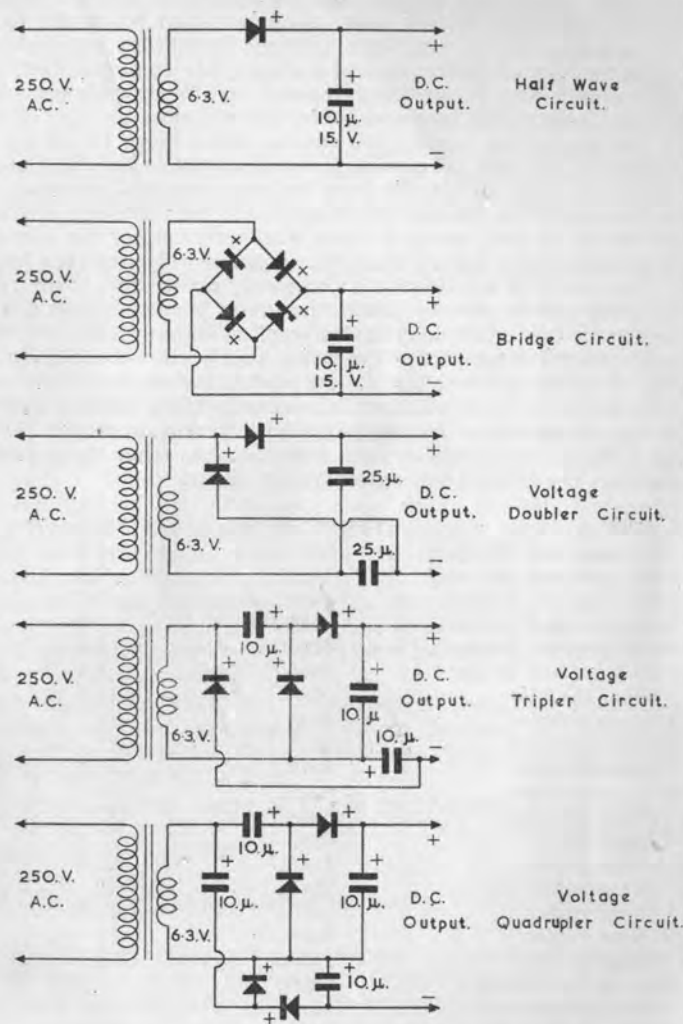 250. V.
A.C.
6·3. V.
+
+
10. μ.
15. V.
+
D.C.
Output.
−
Half Wave
Circuit.
250. V.
A.C.
6·3. V.
×
×
×
×
+
10. μ.
15. V.
+
D.C.
Output.
−
Bridge Circuit.
250. V.
A.C.
6·3. V.
+
+
25. μ.
25. μ.
+
D.C.
Output.
−
Voltage
Doubler Circuit.
250. V.
A.C.
6·3. V.
+
10. μ.
+
+
+
+
10. μ
10. μ.
+
+
D.C.
Output.
−
Voltage
Tripler Circuit.
250. V.
A.C.
6·3. V.
+
10. μ.
+
+
10. μ.
+
+
10. μ.
+
+
10. μ.
+
+
D.C.
Output.
−
Voltage
Quadrupler Circuit.